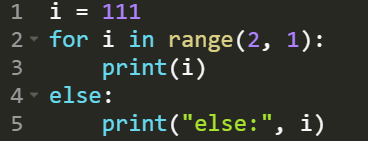 1 i = 111
2 for i in range(2, 1):
3     print(i)
4 else:
5     print("else:", i)